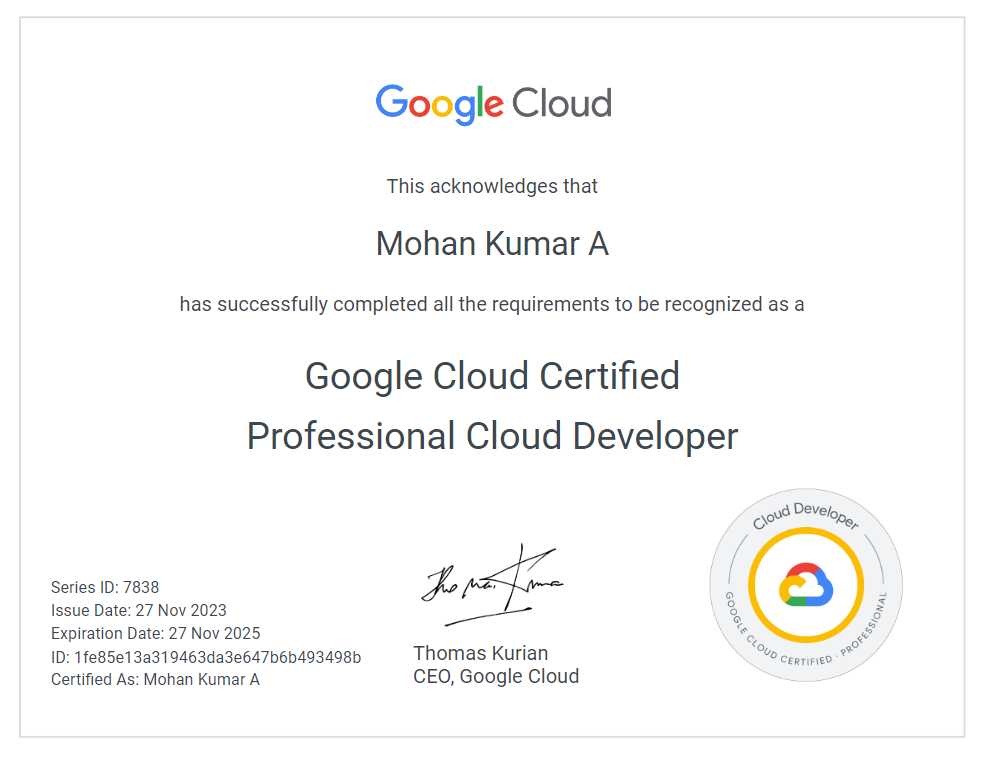 Google Cloud
This acknowledges that
Mohan Kumar A
has successfully completed all the requirements to be recognized as a
Google Cloud Certified
Professional Cloud Developer
Series ID: 7838
Issue Date: 27 Nov 2023
Expiration Date: 27 Nov 2025
ID: 1fe85e13a319463da3e647b6b493498b
Certified As: Mohan Kumar A
Thomas Kurian
Thomas Kurian
CEO, Google Cloud
Cloud Developer
GOOGLE CLOUD CERTIFIED · PROFESSIONAL